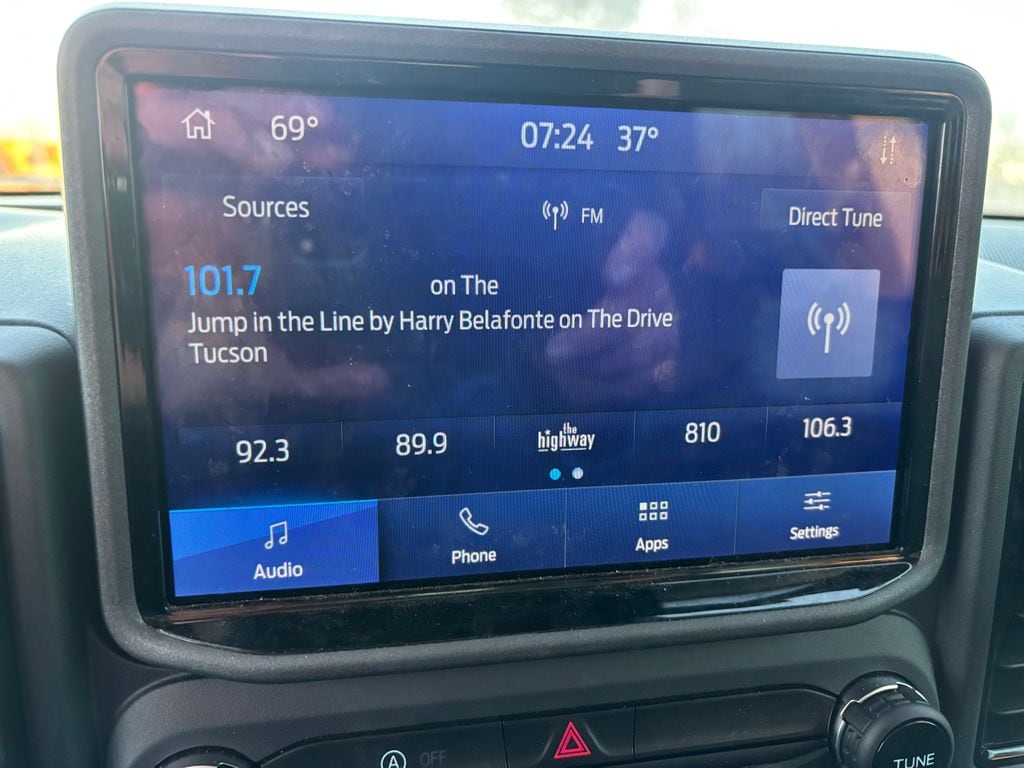 69° 07:24 37°
Sources FM Direct Tune
101.7 on The
Jump in the Line by Harry Belafonte on The Drive
Tucson
92.3 89.9 the highway 810 106.3
Audio Phone Apps Settings
A OFF TUNE